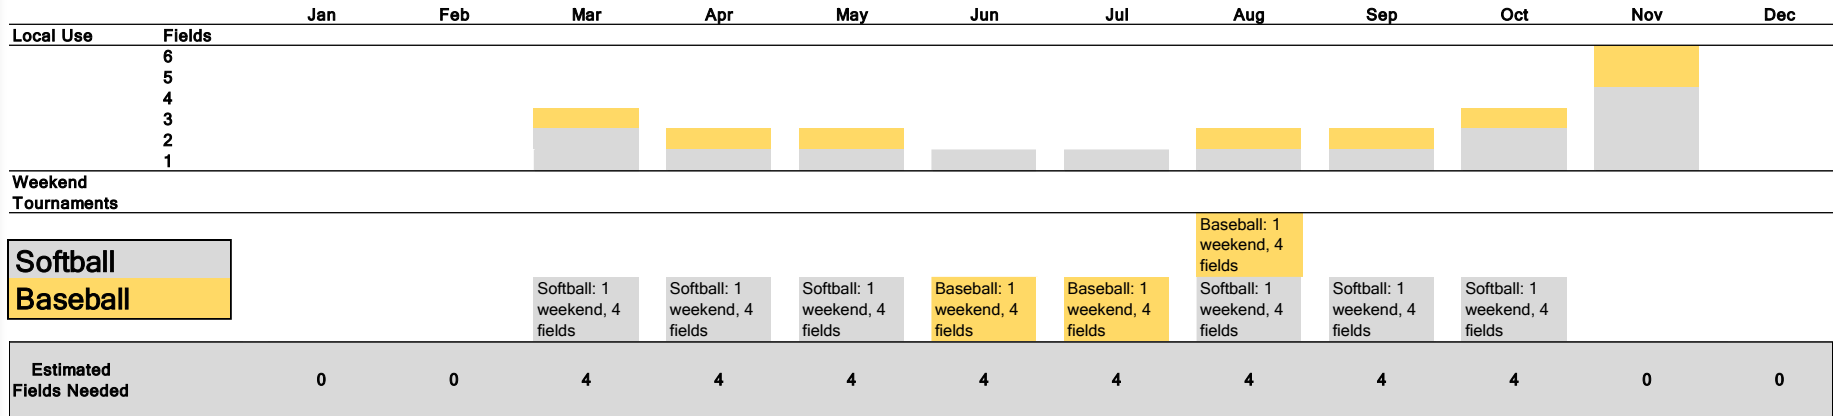 Jan Feb Mar Apr May Jun Jul Aug Sep Oct Nov Dec
Local Use Fields
6
5
4
3
2
1
Weekend
Tournaments
Baseball: 1
weekend, 4
fields
Softball
Baseball
Softball: 1
weekend, 4
fields
Softball: 1
weekend, 4
fields
Softball: 1
weekend, 4
fields
Baseball: 1
weekend, 4
fields
Baseball: 1
weekend, 4
fields
Softball: 1
weekend, 4
fields
Softball: 1
weekend, 4
fields
Softball: 1
weekend, 4
fields
Estimated
Fields Needed
0 0 4 4 4 4 4 4 4 4 0 0